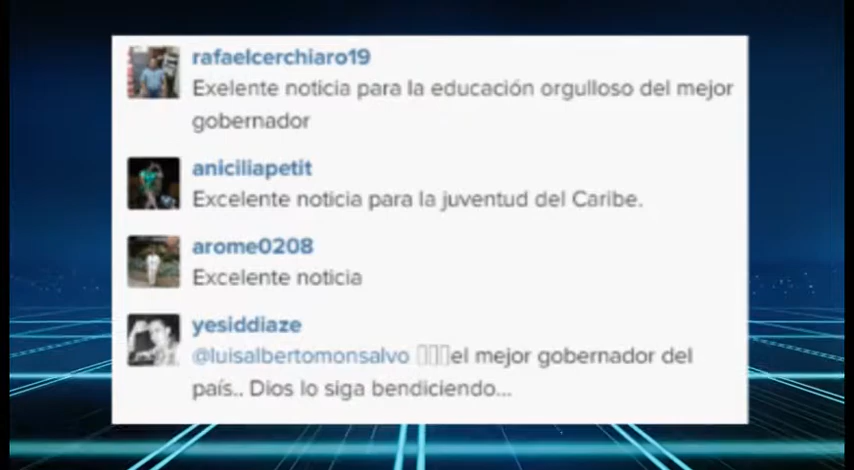 rafaelcerchiaro19
Exelente noticia para la educación orgulloso del mejor
gobernador
aniciliapetit
Excelente noticia para la juventud del Caribe.
arome0208
Excelente noticia
yesiddiaze
@luisalbertomonsalvo ▯▯▯el mejor gobernador del
país.. Dios lo siga bendiciendo...